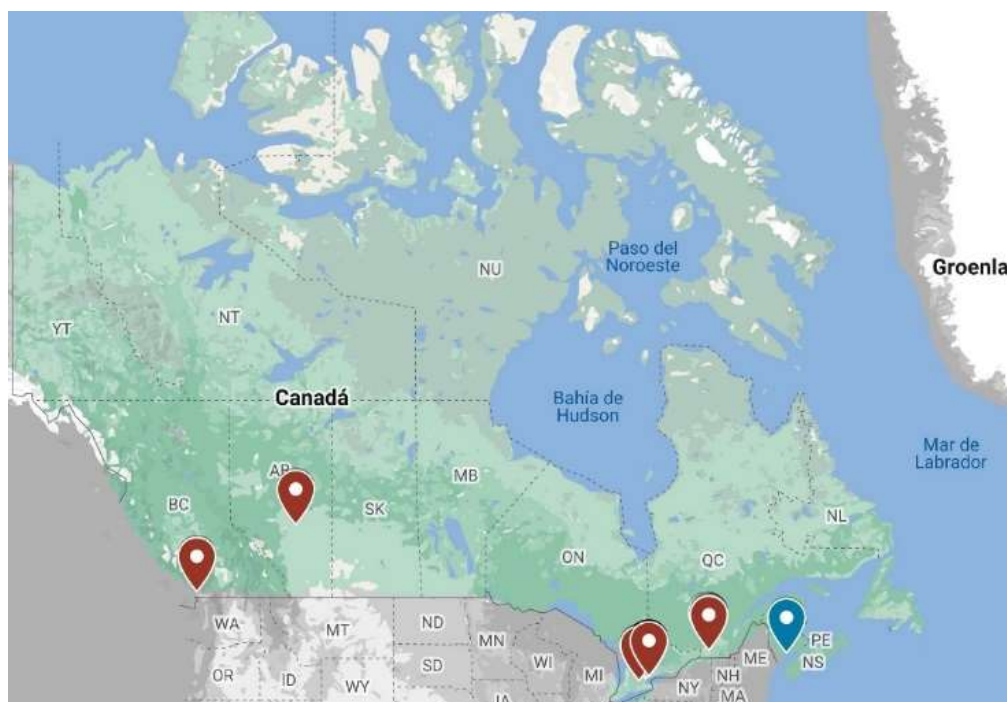 Paso del
Noroeste
NU
Groenla
NT
YT
Canadá
Bahía de
Hudson
Mar de
Labrador
AB
MB
BC
SK
NL
ON
QC
WA
MT
ND
MN
ME
PE
NS
OR
ID
SD
WI
MI
NY
NH
WY
MA